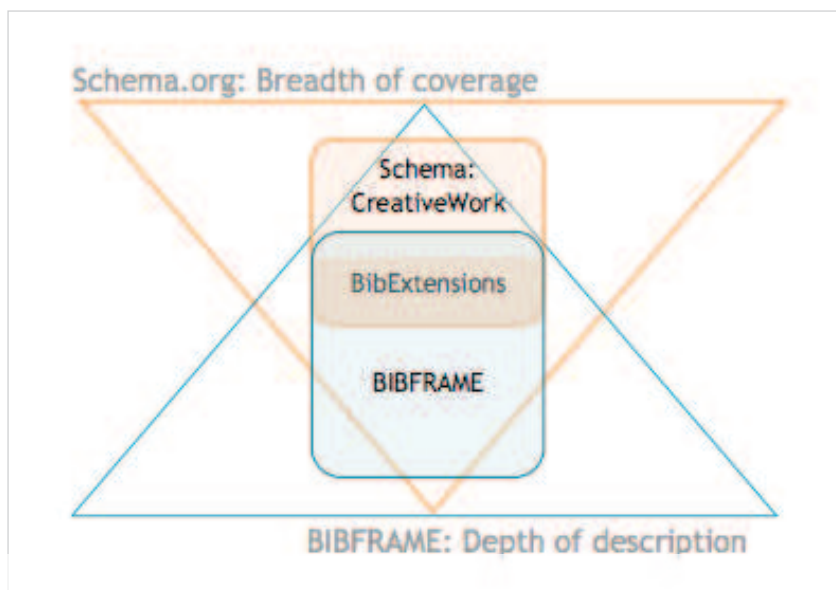 Schema.org: Breadth of coverage
Schema:
CreativeWork
BibExtensions
BIBFRAME
BIBFRAME: Depth of description